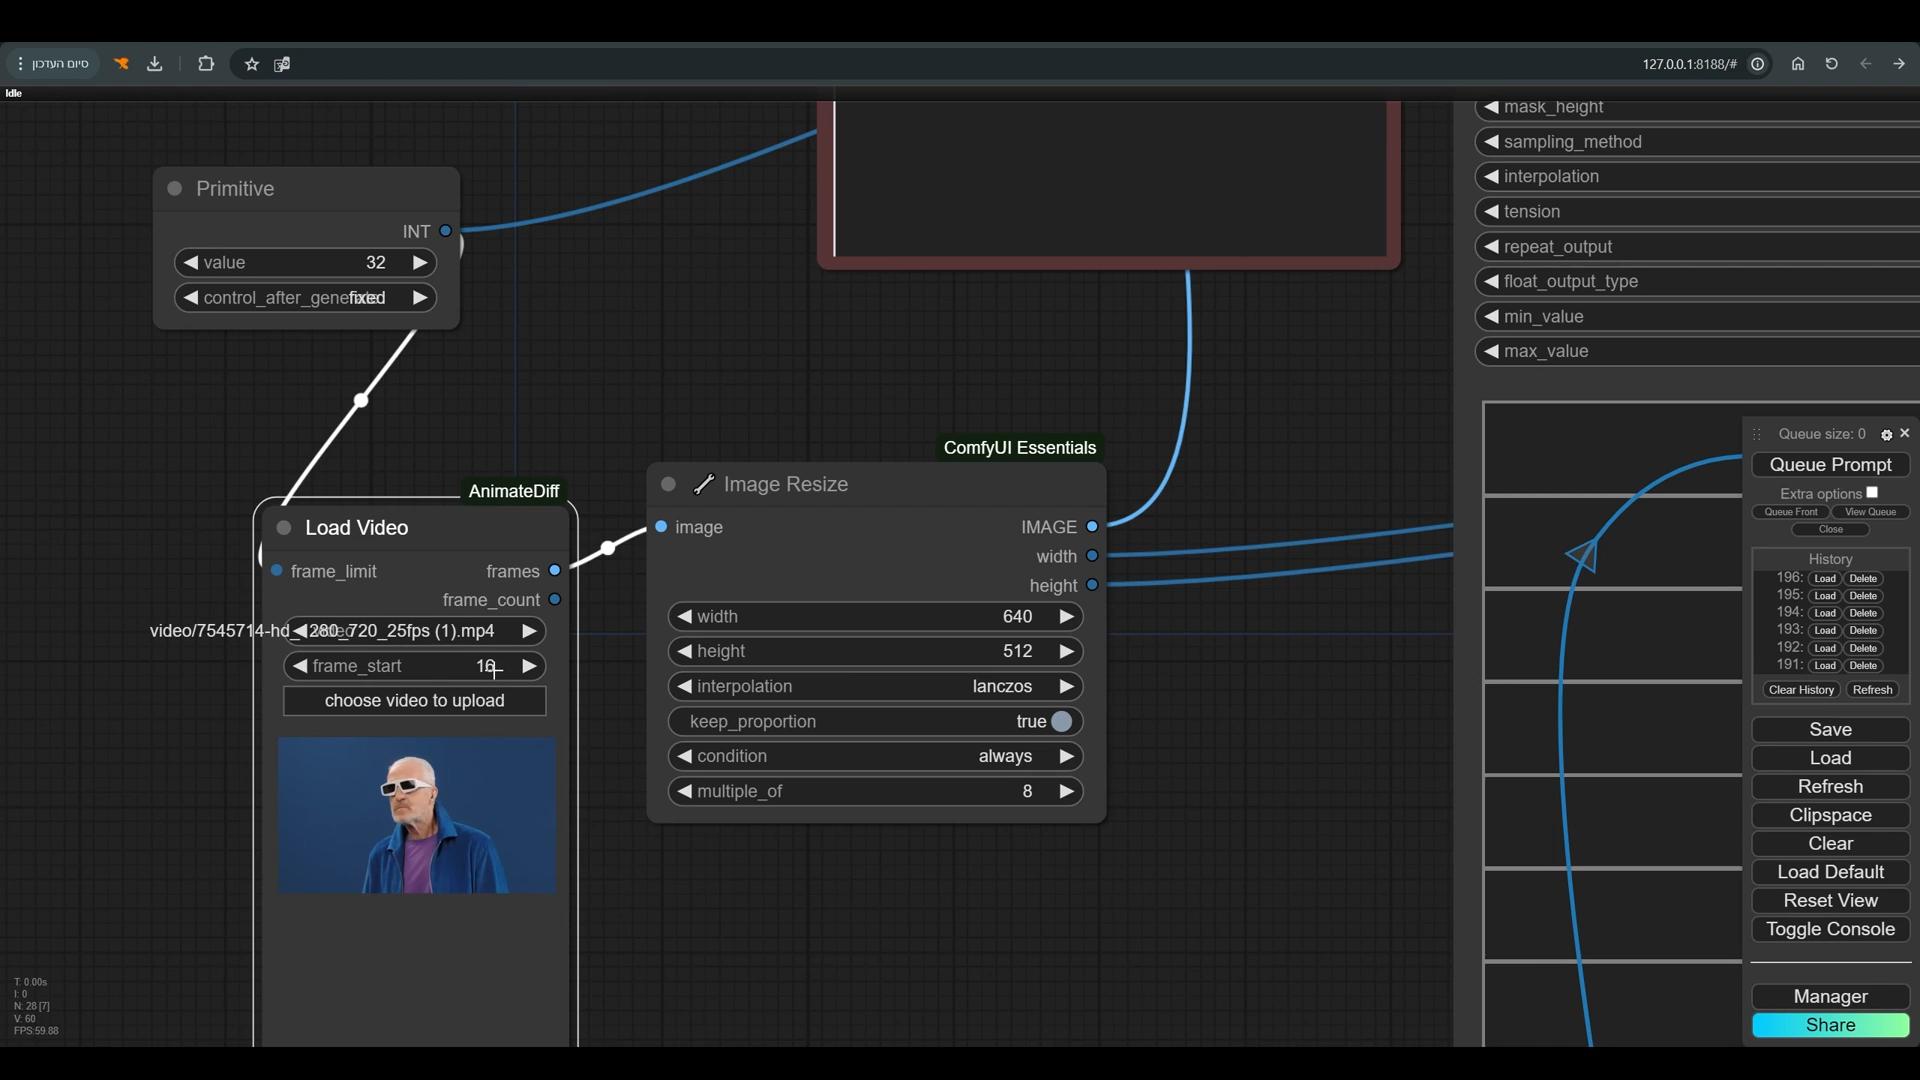 סיום העדכון
127.0.0.1:8188/#
Idle
Primitive
INT
value 32
control_after_generate fixed
AnimateDiff
Load Video
frame_limit frames
frame_count
video/7545714-hd_1280_720_25fps (1).mp4
frame_start 16
choose video to upload
ComfyUI Essentials
Image Resize
image IMAGE
width
height
width 640
height 512
interpolation lanczos
keep_proportion true
condition always
multiple_of 8
mask_height
sampling_method
interpolation
tension
repeat_output
float_output_type
min_value
max_value
Queue size: 0
Queue Prompt
Extra options
Queue Front View Queue
Close
History
196: Load Delete
195: Load Delete
194: Load Delete
193: Load Delete
192: Load Delete
191: Load Delete
Clear History Refresh
Save
Load
Refresh
Clipspace
Clear
Load Default
Reset View
Toggle Console
Manager
Share
T: 0.00s
I: 0
N: 28 [7]
V: 60
FPS:59.88